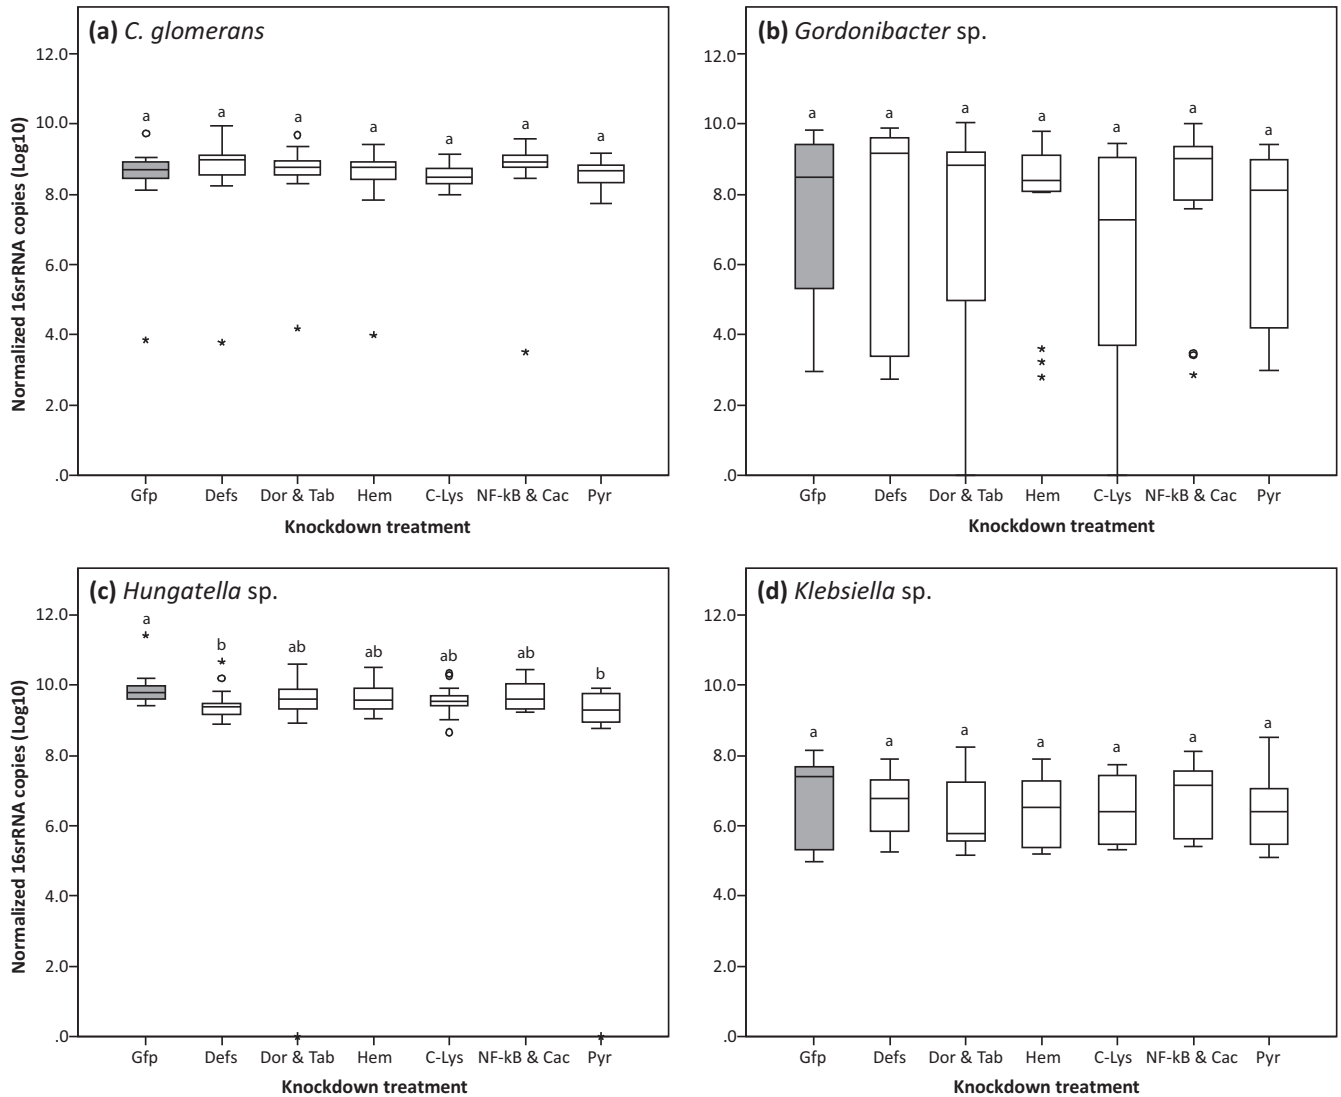 (a) C. glomerans
12.0
10.0
8.0
6.0
4.0
2.0
.0
Normalized 16srRNA copies (Log10)
a a a a a a a
Gfp Defs Dor & Tab Hem C-Lys NF-kB & Cac Pyr
Knockdown treatment
(b) Gordonibacter sp.
12.0
10.0
8.0
6.0
4.0
2.0
.0
a a a a a a a
Gfp Defs Dor & Tab Hem C-Lys NF-kB & Cac Pyr
Knockdown treatment
(c) Hungatella sp.
12.0
10.0
8.0
6.0
4.0
2.0
.0
Normalized 16srRNA copies (Log10)
a b ab ab ab ab b
Gfp Defs Dor & Tab Hem C-Lys NF-kB & Cac Pyr
Knockdown treatment
(d) Klebsiella sp.
12.0
10.0
8.0
6.0
4.0
2.0
.0
a a a a a a a
Gfp Defs Dor & Tab Hem C-Lys NF-kB & Cac Pyr
Knockdown treatment